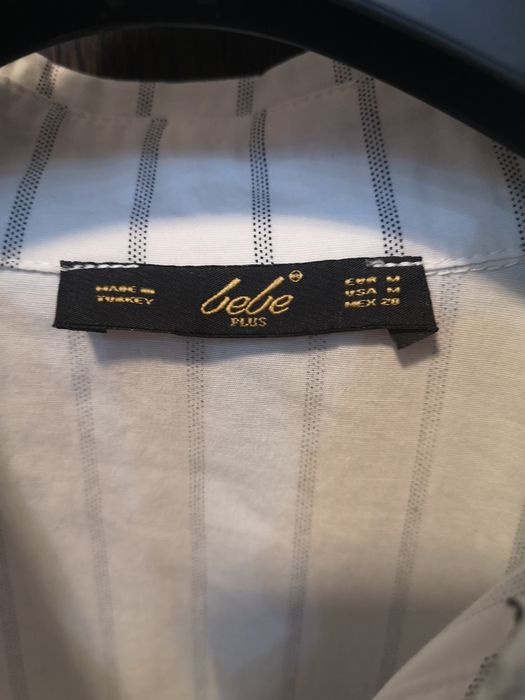 MADE IN
TURKEY
bebe
PLUS
EUR M
USA M
MEX 28